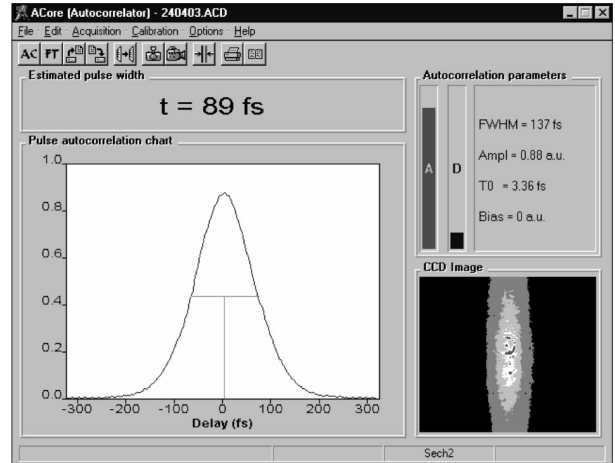 ACore (Autocorrelator) - 240403.ACD
File Edit Acquisition Calibration Options Help
AC FT
Estimated pulse width
t = 89 fs
Autocorrelation parameters
A D
FWHM = 137 fs
Ampl = 0.88 a.u.
T0 = 3.36 fs
Bias = 0 a.u.
Pulse autocorrelation chart
1.0
0.8
0.6
0.4
0.2
0.0
-300 -200 -100 0 100 200 300
Delay (fs)
CCD Image
Sech2